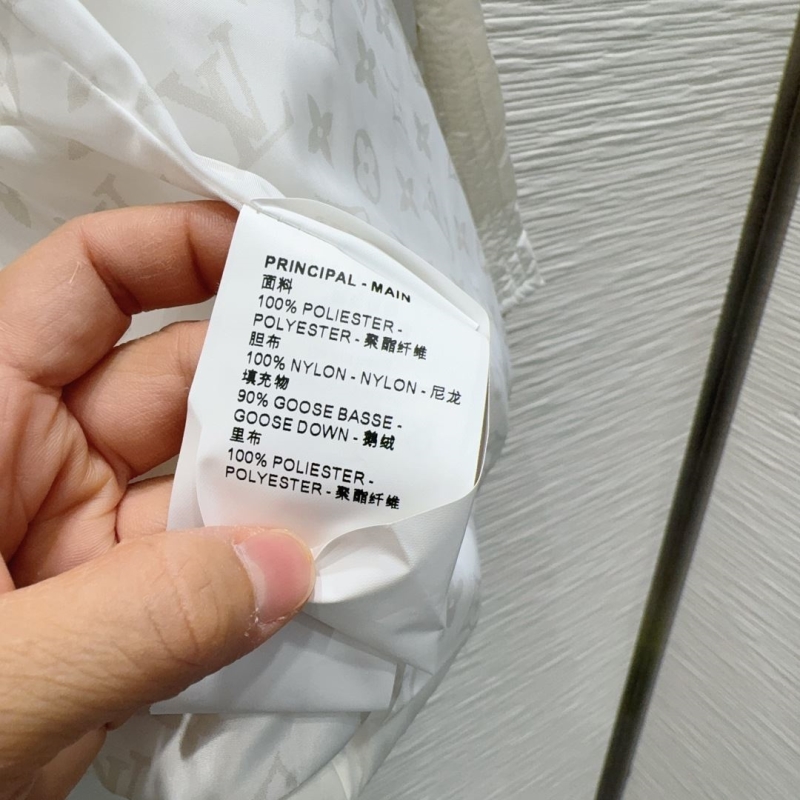 PRINCIPAL - MAIN
面料
100% POLIESTER -
POLYESTER - 聚酯纤维
胆布
100% NYLON - NYLON - 尼龙
填充物
90% GOOSE BASSE -
GOOSE DOWN - 鹅绒
里布
100% POLIESTER -
POLYESTER - 聚酯纤维